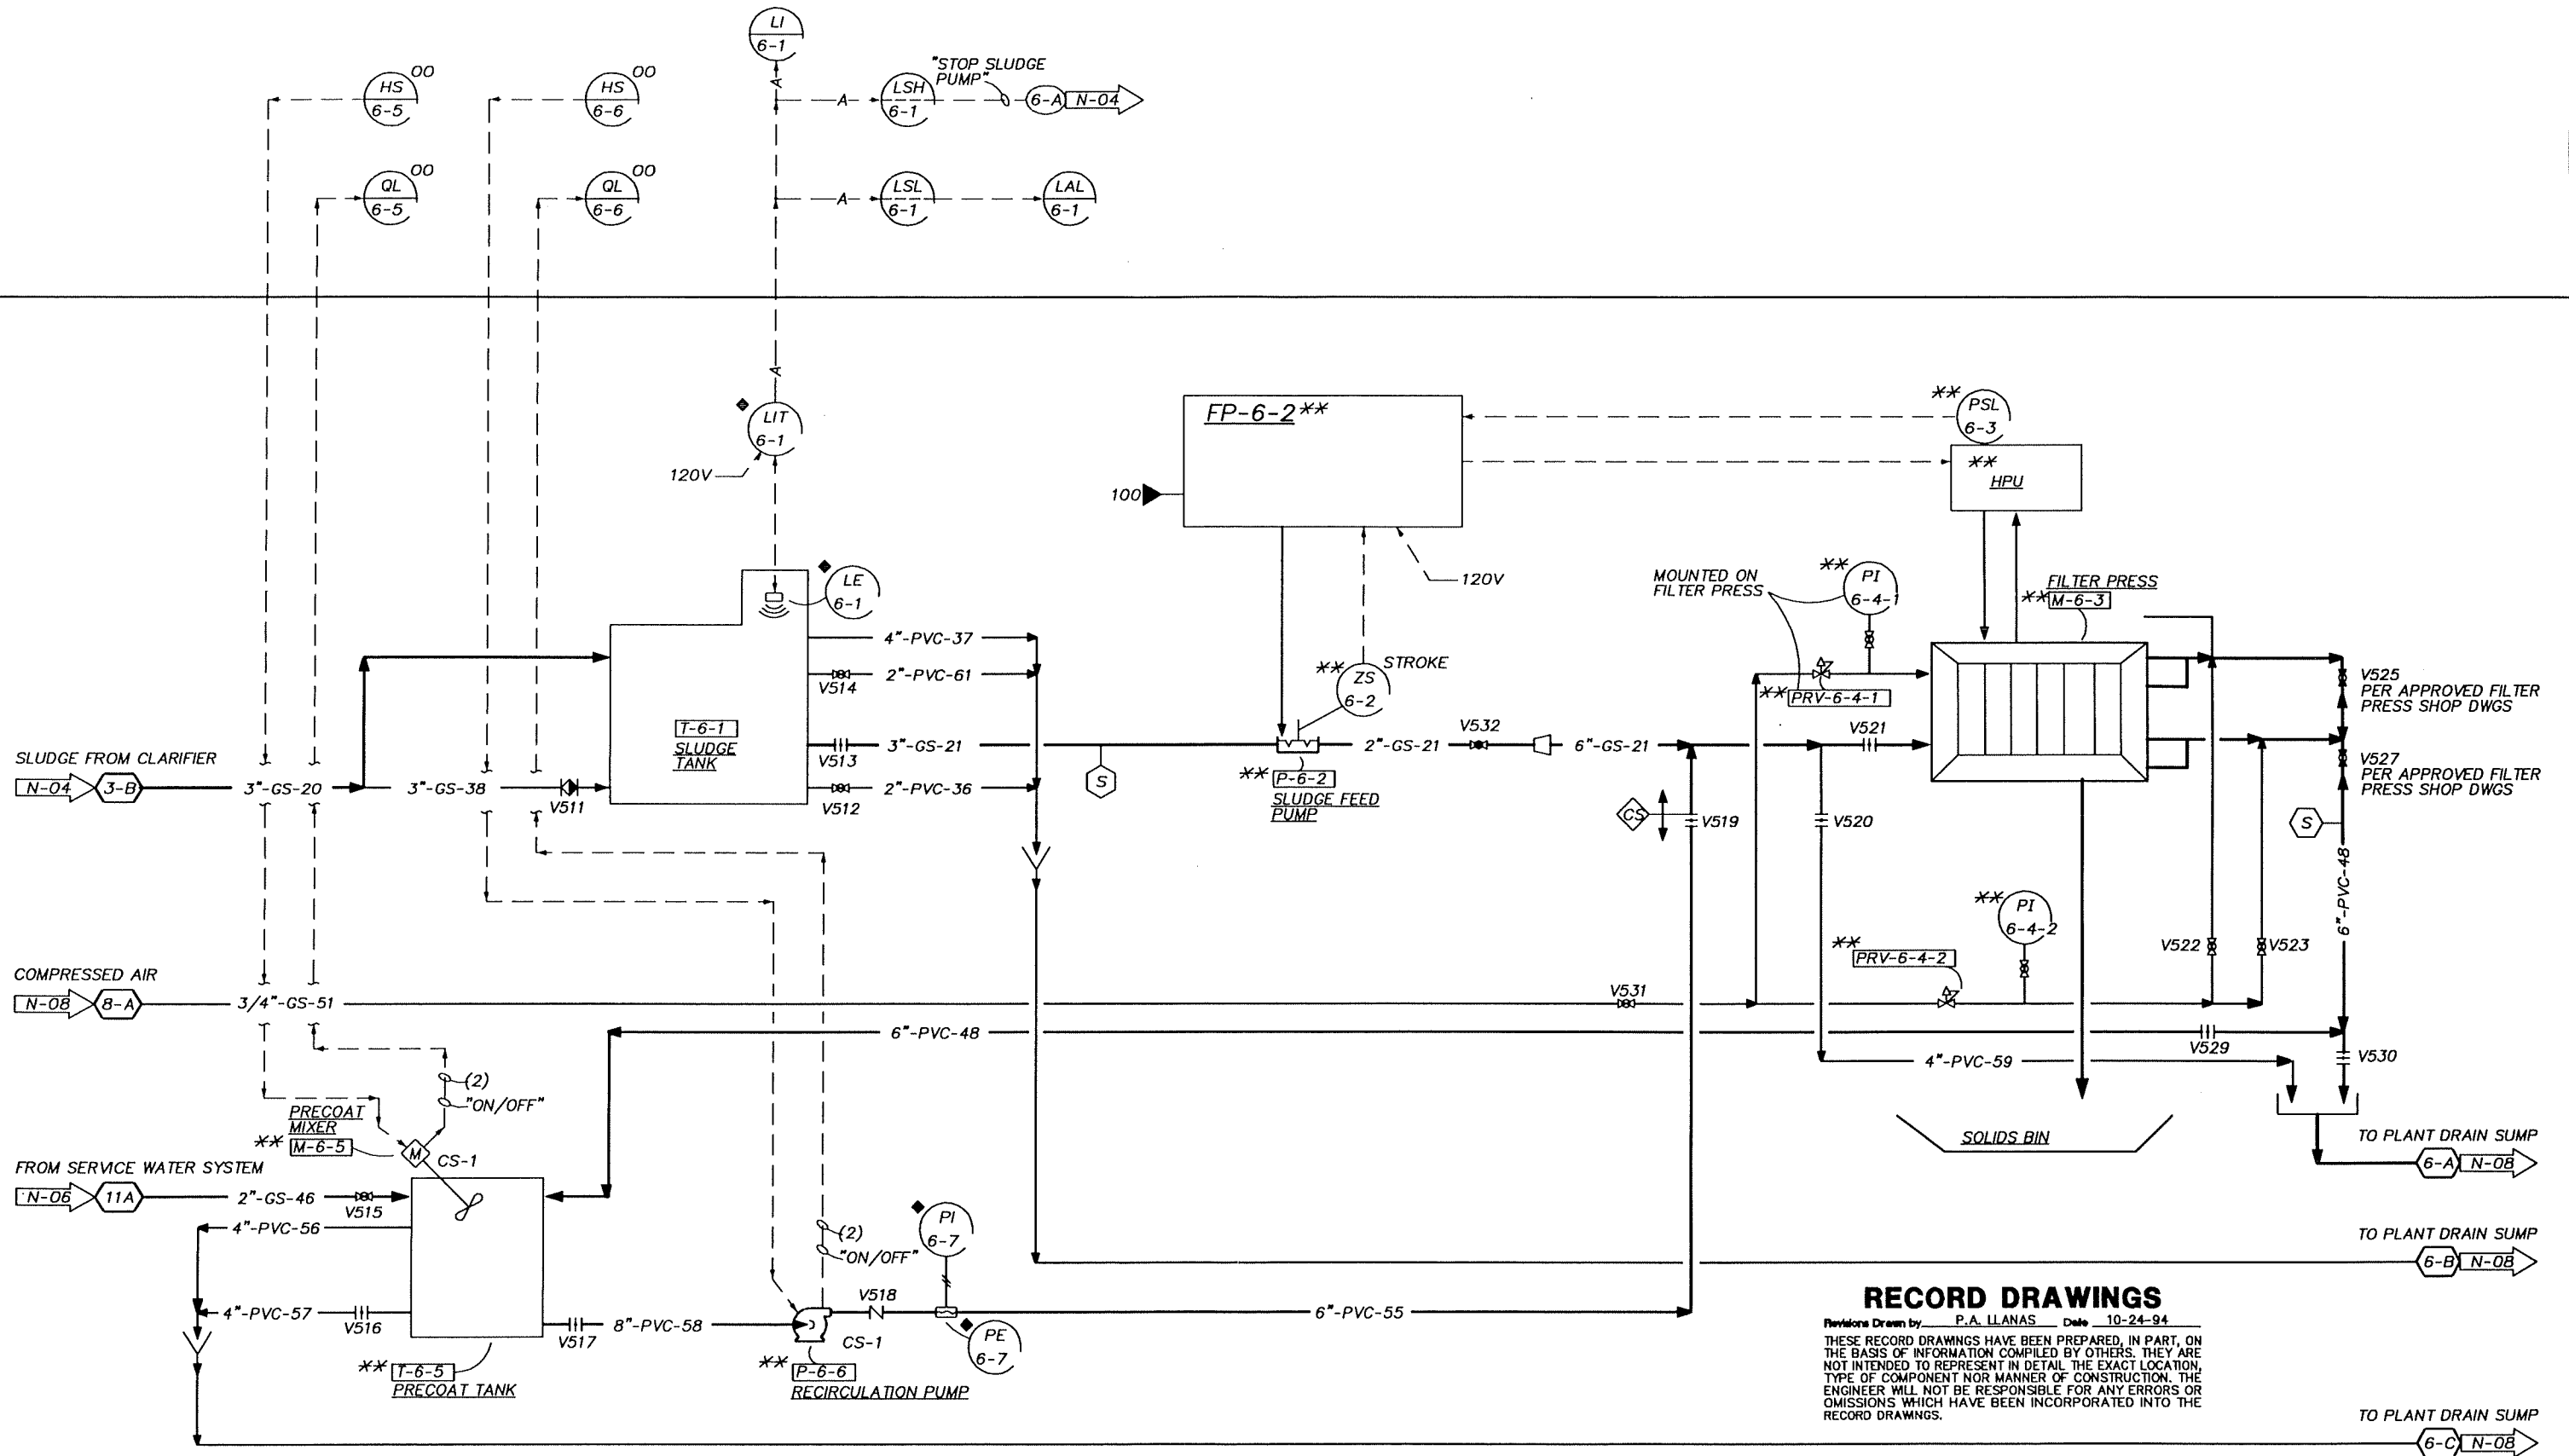 LI
6-1
HS
6-5
OO
HS
6-6
OO
A
A
LSH
6-1
"STOP SLUDGE
PUMP"
6-A
N-04
QL
6-5
OO
QL
6-6
OO
A
LSL
6-1
LAL
6-1
A
LIT
6-1
120V
LE
6-1
FP-6-2**
100
120V
**
PSL
6-3
**
HPU
MOUNTED ON
FILTER PRESS
**
PI
6-4-1
FILTER PRESS
**
M-6-3
**
PRV-6-4-1
4"-PVC-37
V514
2"-PVC-61
T-6-1
SLUDGE
TANK
V513
3"-GS-21
V512
2"-PVC-36
S
**
ZS
6-2
STROKE
**
P-6-2
SLUDGE FEED
PUMP
2"-GS-21
V532
6"-GS-21
V521
V525
PER APPROVED FILTER
PRESS SHOP DWGS
V527
PER APPROVED FILTER
PRESS SHOP DWGS
SLUDGE FROM CLARIFIER
N-04
3-B
3"-GS-20
3"-GS-38
V511
CS
V519
V520
S
6"-PVC-48
**
PI
6-4-2
**
PRV-6-4-2
V522
V523
COMPRESSED AIR
N-08
8-A
3/4"-GS-51
V531
6"-PVC-48
V529
V530
4"-PVC-59
(2)
"ON/OFF"
PRECOAT
MIXER
**
M-6-5
M
CS-1
SOLIDS BIN
TO PLANT DRAIN SUMP
6-A
N-08
FROM SERVICE WATER SYSTEM
N-06
11A
2"-GS-46
V515
4"-PVC-56
4"-PVC-57
V516
V517
8"-PVC-58
**
T-6-5
PRECOAT TANK
(2)
"ON/OFF"
V518
CS-1
**
P-6-6
RECIRCULATION PUMP
PI
6-7
PE
6-7
6"-PVC-55
TO PLANT DRAIN SUMP
6-B
N-08
RECORD DRAWINGS
Revisions Drawn by P.A. LLANAS Date 10-24-94
THESE RECORD DRAWINGS HAVE BEEN PREPARED, IN PART, ON
THE BASIS OF INFORMATION COMPILED BY OTHERS. THEY ARE
NOT INTENDED TO REPRESENT IN DETAIL THE EXACT LOCATION,
TYPE OF COMPONENT NOR MANNER OF CONSTRUCTION. THE
ENGINEER WILL NOT BE RESPONSIBLE FOR ANY ERRORS OR
OMISSIONS WHICH HAVE BEEN INCORPORATED INTO THE
RECORD DRAWINGS.
TO PLANT DRAIN SUMP
6-C
N-08